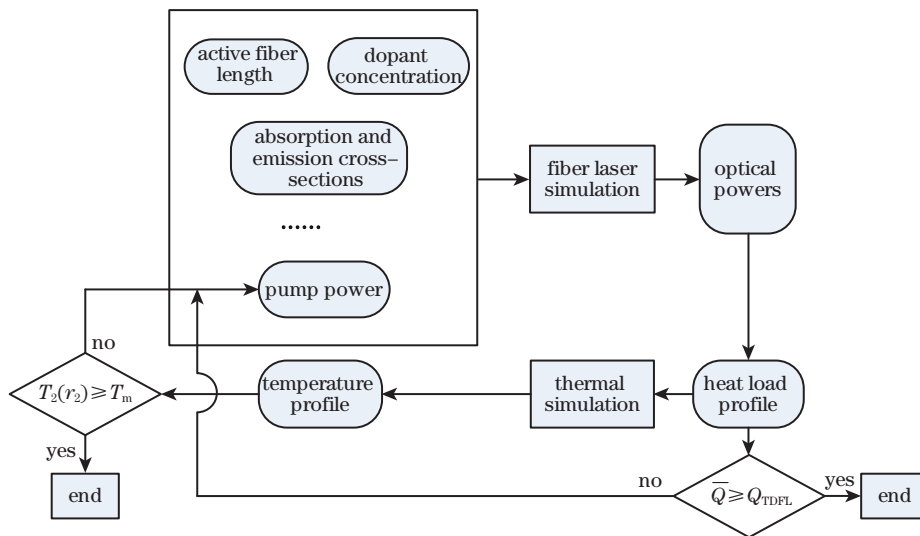 active fiber
length
dopant
concentration
absorption and
emission cross-
sections
......
pump power
fiber laser
simulation
optical
powers
no
T₂(r₂)≥Tₘ
yes
end
temperature
profile
thermal
simulation
heat load
profile
no
Q̅≥Q_TDFL
yes
end